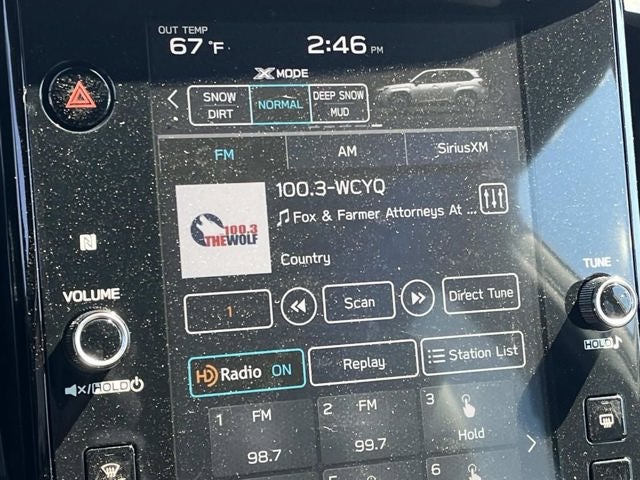 OUT TEMP
67 °F
2:46 PM
X MODE
SNOW
DIRT
NORMAL
DEEP SNOW
MUD
FM
AM
SiriusXM
100.3-WCYQ
100.3
THE WOLF
Fox & Farmer Attorneys At ...
Country
N
VOLUME
TUNE
1
Scan
Direct Tune
HOLD
HOLD
HD Radio ON
Replay
Station List
1 FM
98.7
2 FM
99.7
3
Hold
5
6